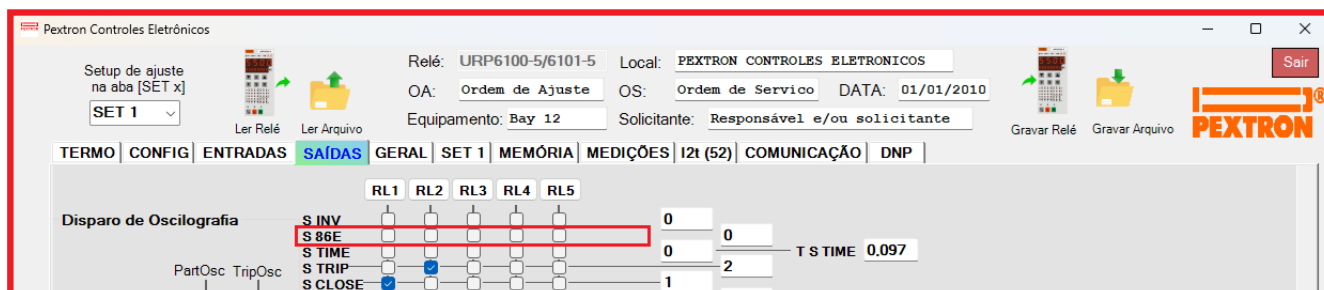 Pextron Controles Eletrônicos
Setup de ajuste
na aba [SET x]
SET 1
Ler Relé
Ler Arquivo
Relé: URP6100-5/6101-5
Local: PEXTRON CONTROLES ELETRONICOS
OA: Ordem de Ajuste
OS: Ordem de Servico
DATA: 01/01/2010
Equipamento: Bay 12
Solicitante: Responsável e/ou solicitante
Gravar Relé
Gravar Arquivo
Sair
PEXTRON®
TERMO CONFIG ENTRADAS SAÍDAS GERAL SET 1 MEMÓRIA MEDIÇÕES I2t (52) COMUNICAÇÃO DNP
RL1 RL2 RL3 RL4 RL5
Disparo de Oscilografia
S INV 0
S 86E 0
S TIME 0 T S TIME 0.097
PartOsc TripOsc
S TRIP 2
S CLOSE 1